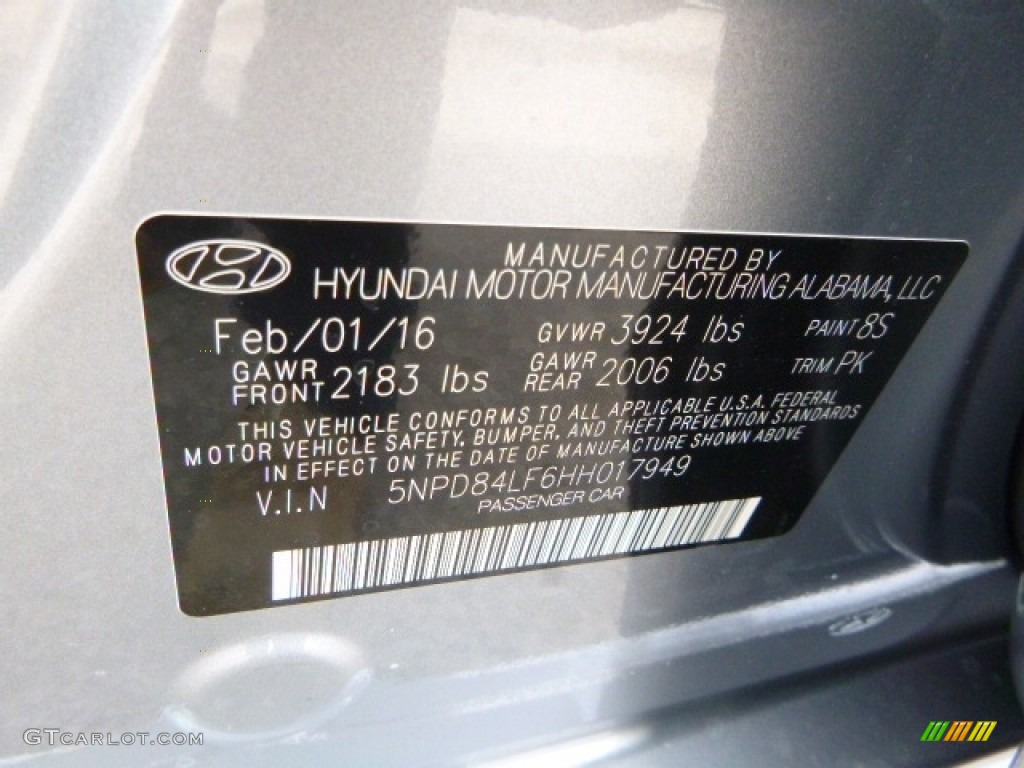 MANUFACTURED BY
HYUNDAI MOTOR MANUFACTURING ALABAMA, LLC
Feb/01/16 GVWR 3924 lbs PAINT 8S
GAWR FRONT 2183 lbs GAWR REAR 2006 lbs TRIM PK
THIS VEHICLE CONFORMS TO ALL APPLICABLE U.S.A. FEDERAL
MOTOR VEHICLE SAFETY, BUMPER, AND THEFT PREVENTION STANDARDS
IN EFFECT ON THE DATE OF MANUFACTURE SHOWN ABOVE
V.I.N 5NPD84LF6HH017949
PASSENGER CAR
GTCARLOT.COM